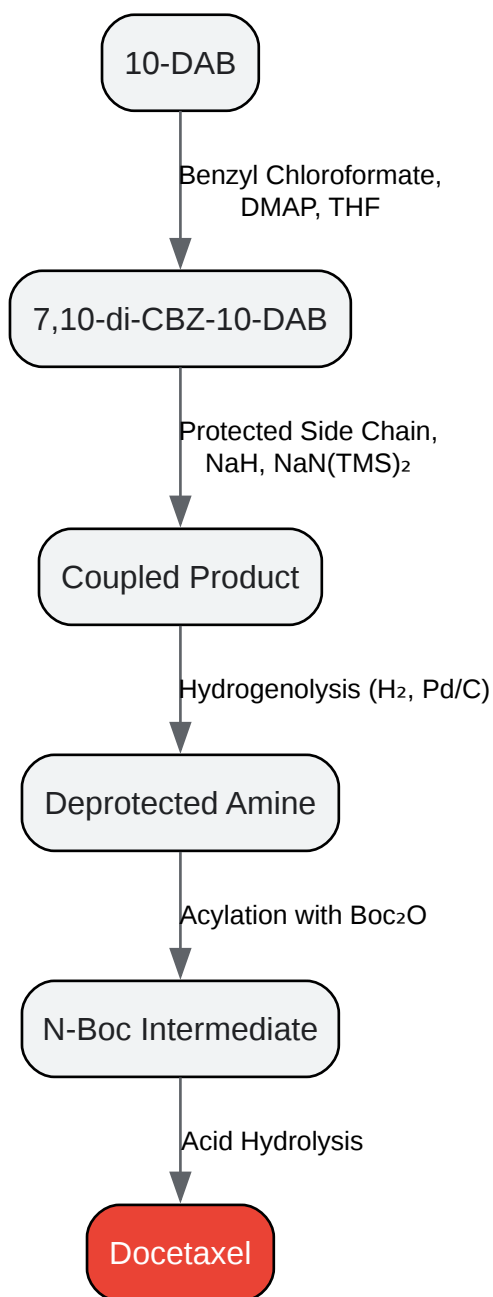 10-DAB
Benzyl Chloroformate,
DMAP, THF
7,10-di-CBZ-10-DAB
Protected Side Chain,
NaH, NaN(TMS)₂
Coupled Product
Hydrogenolysis (H₂, Pd/C)
Deprotected Amine
Acylation with Boc₂O
N-Boc Intermediate
Acid Hydrolysis
Docetaxel